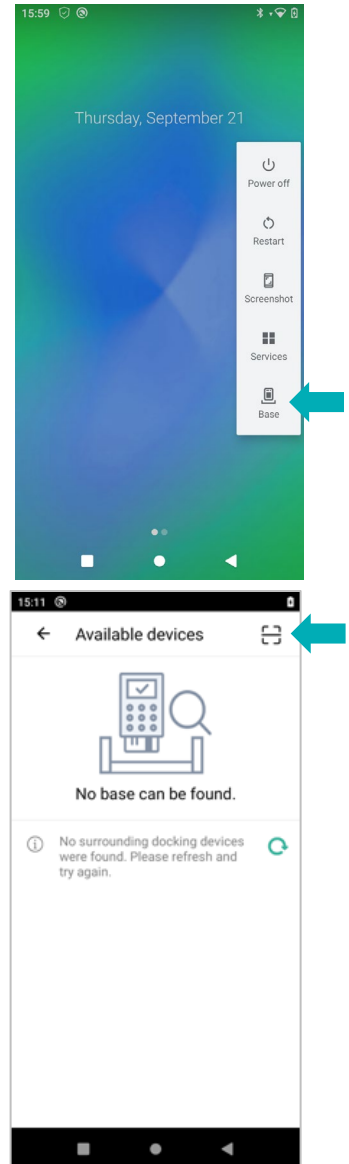 15:59
Thursday, September 21
Power off
Restart
Screenshot
Services
Base
15:11
Available devices
No base can be found.
No surrounding docking devices
were found. Please refresh and
try again.